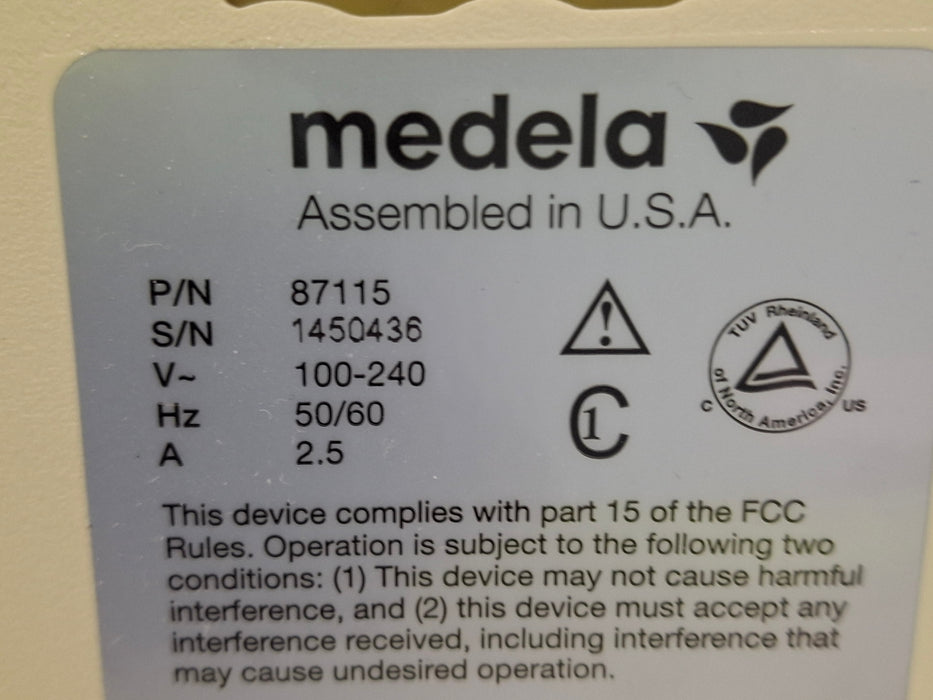 medela
Assembled in U.S.A.
P/N 87115
S/N 1450436
V~ 100-240
Hz 50/60
A 2.5
C1
TUV Rheinland
of North America, Inc.
C US
This device complies with part 15 of the FCC
Rules. Operation is subject to the following two
conditions: (1) This device may not cause harmful
interference, and (2) this device must accept any
interference received, including interference that
may cause undesired operation.